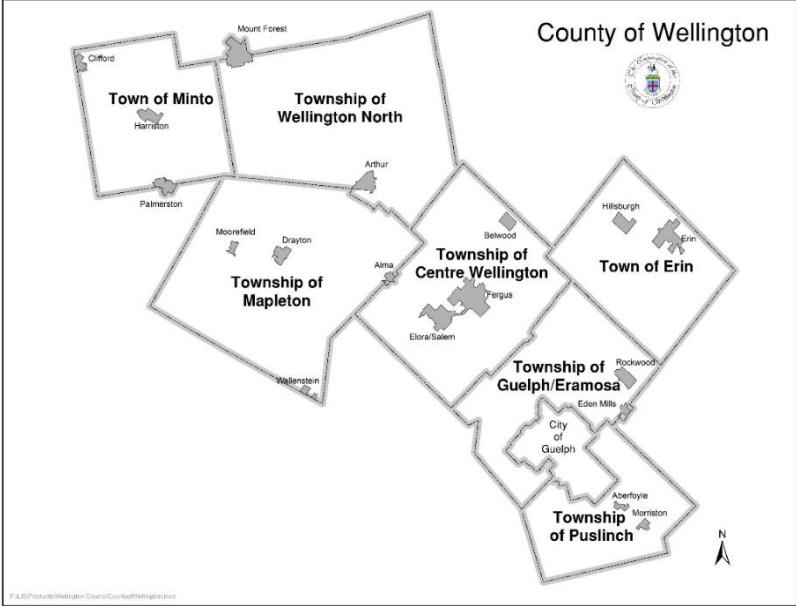 County of Wellington
Mount Forest
Clifford
Town of Minto
Harriston
Township of
Wellington North
Arthur
Palmerston
Moorefield
Drayton
Township of
Mapleton
Alma
Wallenstein
Belwood
Township of
Centre Wellington
Fergus
Elora/Salem
Hillsburgh
Erin
Town of Erin
Township of
Guelph/Eramosa
Rockwood
Eden Mills
City
of
Guelph
Aberfoyle
Morriston
Township
of Puslinch
N